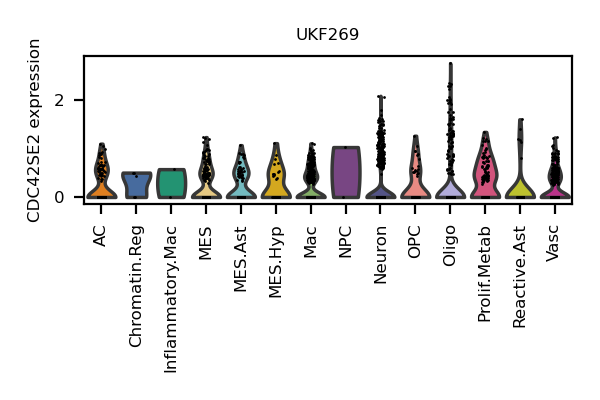 UKF269
CDC42SE2 expression
2
0
AC
Chromatin.Reg
Inflammatory.Mac
MES
MES.Ast
MES.Hyp
Mac
NPC
Neuron
OPC
Oligo
Prolif.Metab
Reactive.Ast
Vasc